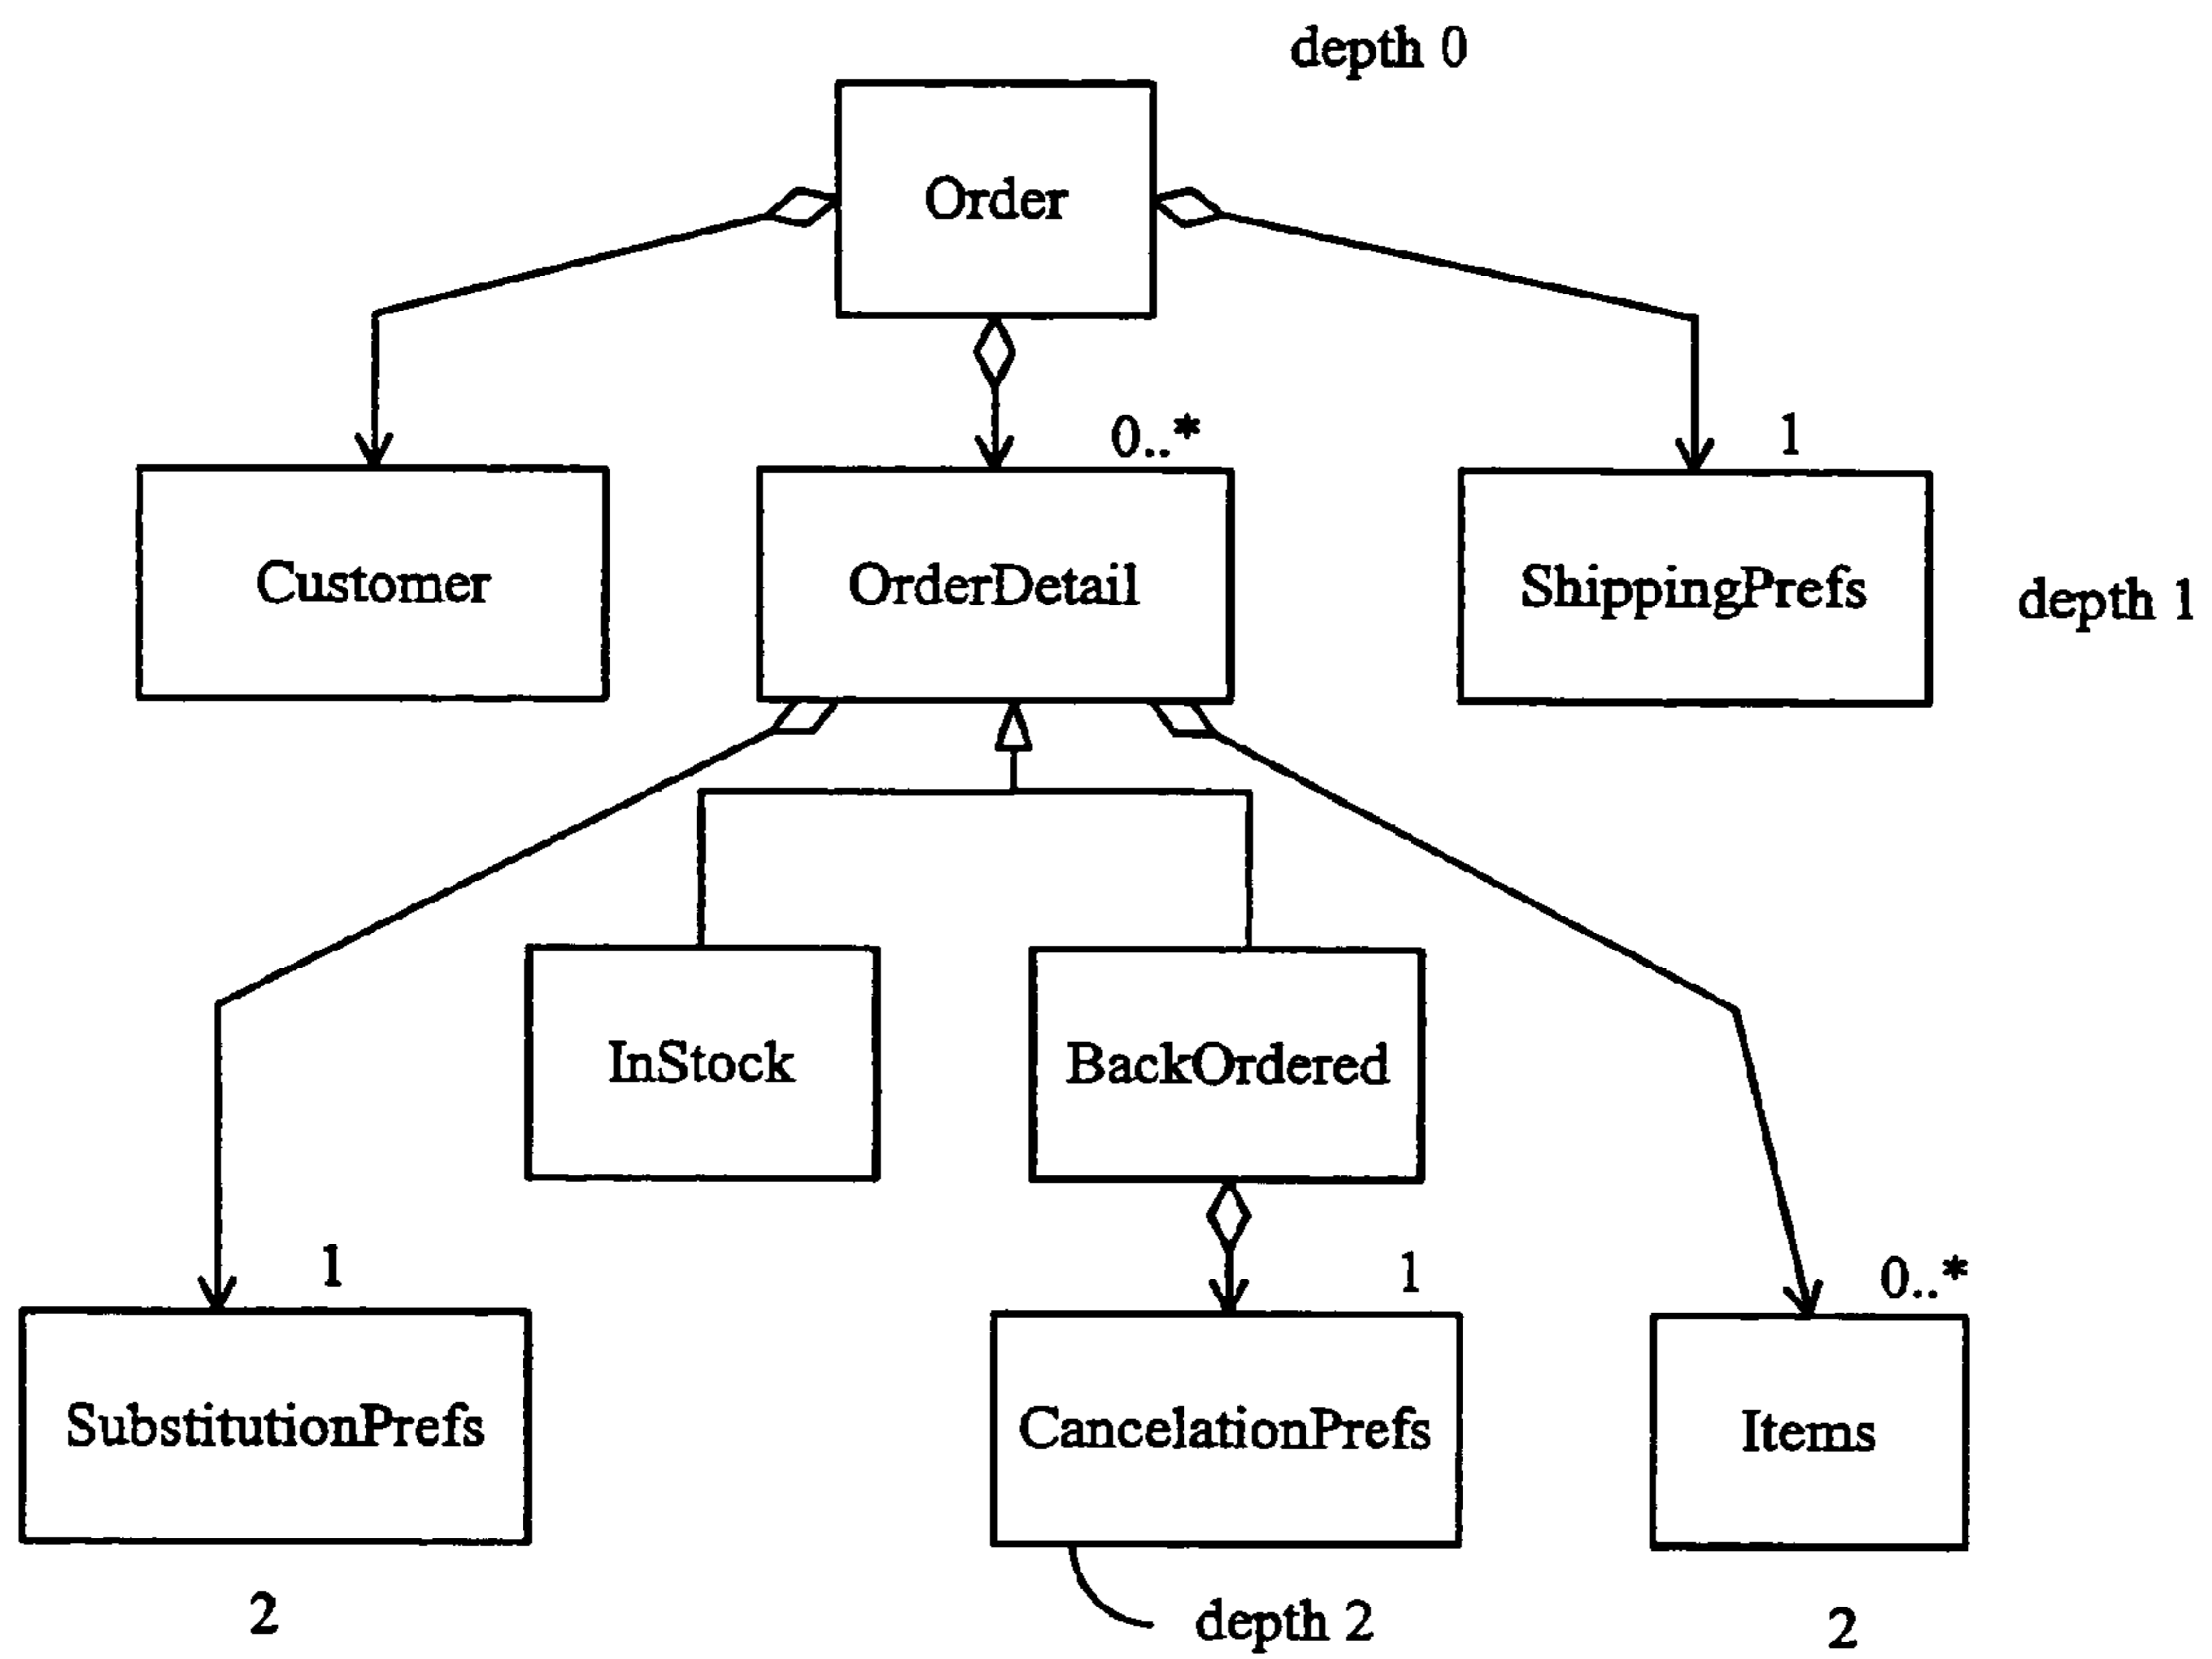 depth 0
Order
0..*
1
Customer
OrderDetail
ShippingPrefs
depth 1
InStock
BackOrdered
1
1
0..*
SubstitutionPrefs
CancelationPrefs
Items
2
depth 2
2